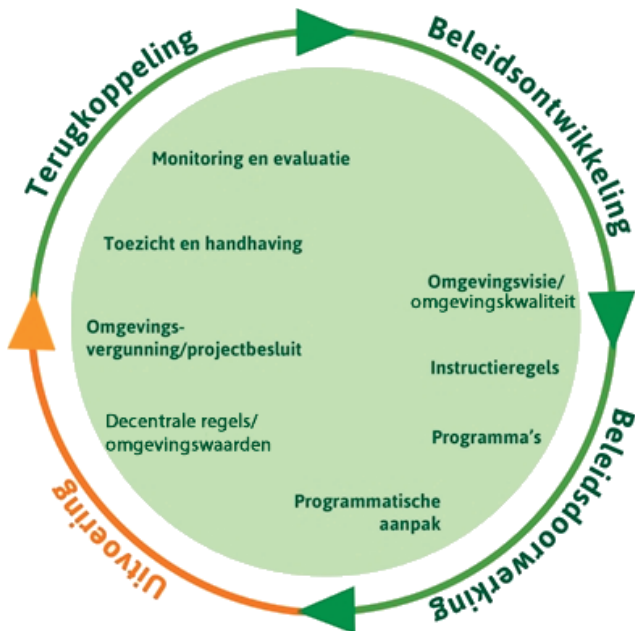 Terugkoppeling
Beleidsontwikkeling
Monitoring en evaluatie
Toezicht en handhaving
Omgevingsvisie/
omgevingskwaliteit
Omgevings-
vergunning/projectbesluit
Instructieregels
Decentrale regels/
omgevingswaarden
Programma's
Programmatische
aanpak
Uitvoering
Beleidsdoorwerking